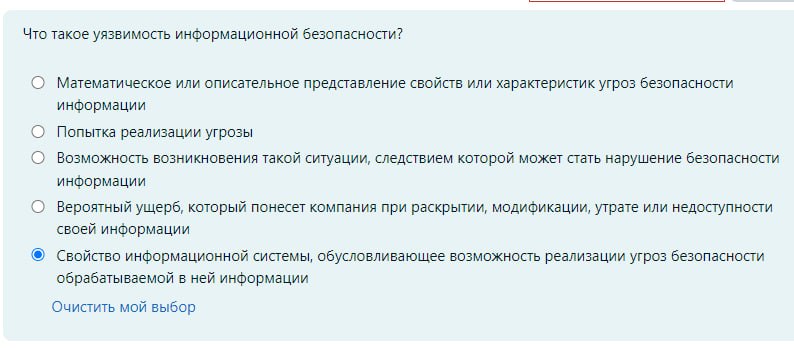 Что такое уязвимость информационной безопасности?
Математическое или описательное представление свойств или характеристик угроз безопасности
информации
Попытка реализации угрозы
Возможность возникновения такой ситуации, следствием которой может стать нарушение безопасности
информации
Вероятный ущерб, который понесет компания при раскрытии, модификации, утрате или недоступности
своей информации
Свойство информационной системы, обусловливающее возможность реализации угроз безопасности
обрабатываемой в ней информации
Очистить мой выбор